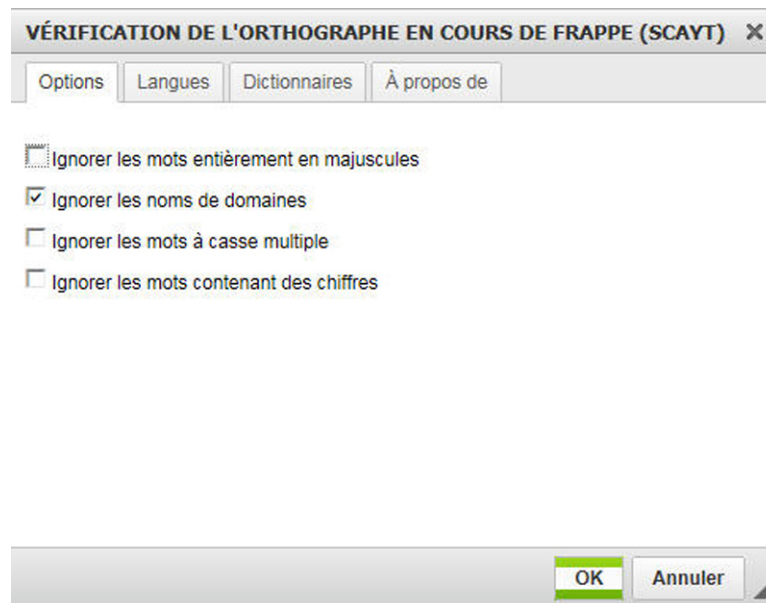 VÉRIFICATION DE L'ORTHOGRAPHE EN COURS DE FRAPPE (SCAYT)
Options Langues Dictionnaires À propos de
Ignorer les mots entièrement en majuscules
Ignorer les noms de domaines
Ignorer les mots à casse multiple
Ignorer les mots contenant des chiffres
OK Annuler